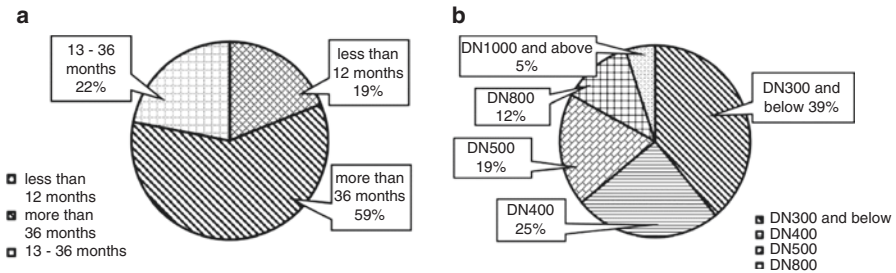 a
13 - 36
months
22%
less than
12 months
19%
more than
36 months
59%
less than
12 months
more than
36 months
13 - 36 months
b
DN1000 and above
5%
DN800
12%
DN500
19%
DN400
25%
DN300 and
below 39%
DN300 and below
DN400
DN500
DN800